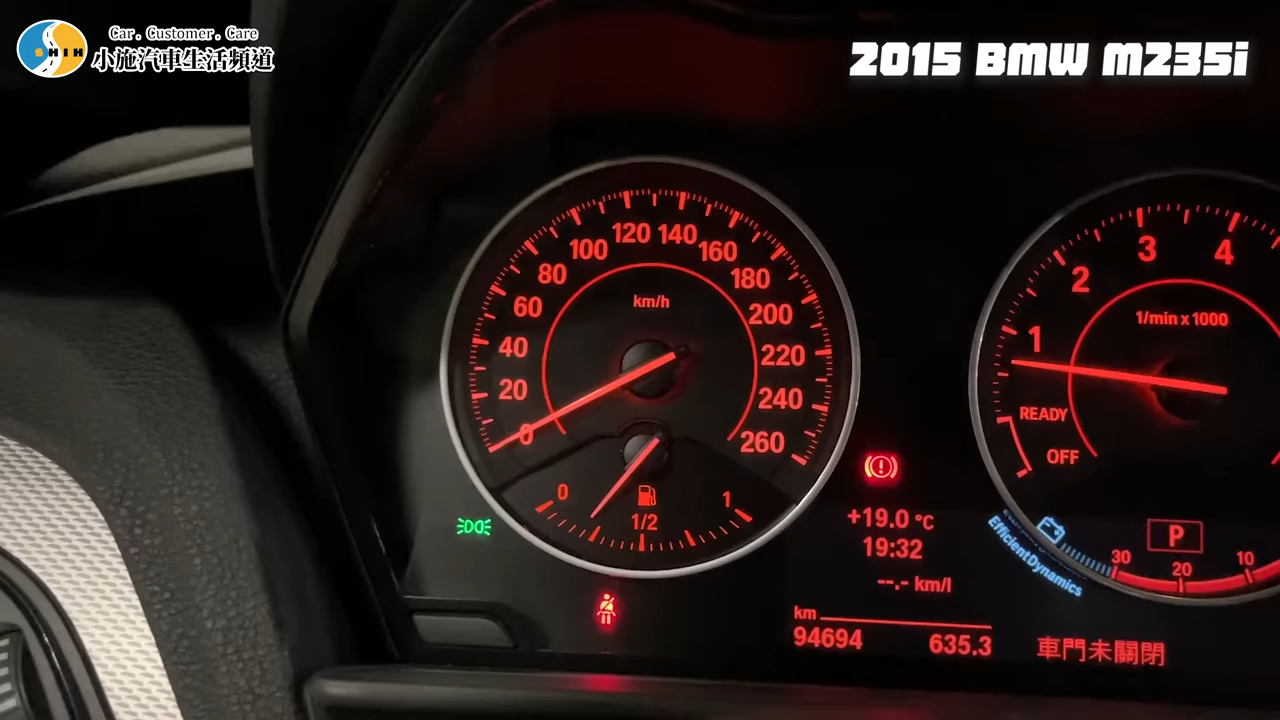 Car. Customer. Care
SHIH
小施汽車生活頻道
2015 BMW M235i
0
20
40
60
80
100
120
140
160
180
200
220
240
260
km/h
0
1/2
1
1
2
3
4
1/min x 1000
READY
OFF
+19.0 °C
19:32
--.- km/l
km
94694 635.3
EfficientDynamics
P
30
20
10
車門未關閉